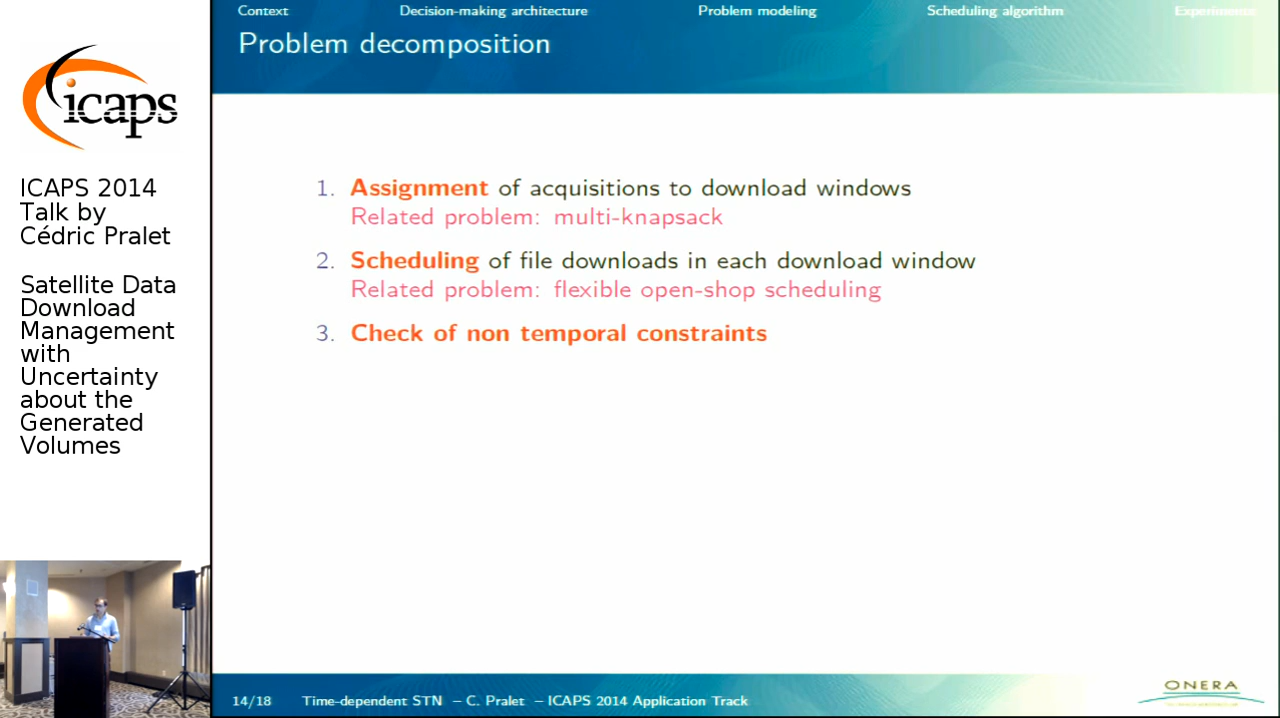 Context Decision-making architecture Problem modeling Scheduling algorithm Experiments
Problem decomposition
icaps
ICAPS 2014
Talk by
Cédric Pralet
Satellite Data
Download
Management
with
Uncertainty
about the
Generated
Volumes
1. Assignment of acquisitions to download windows
Related problem: multi-knapsack
2. Scheduling of file downloads in each download window
Related problem: flexible open-shop scheduling
3. Check of non temporal constraints
14/18 Time-dependent STN – C. Pralet – ICAPS 2014 Application Track
ONERA